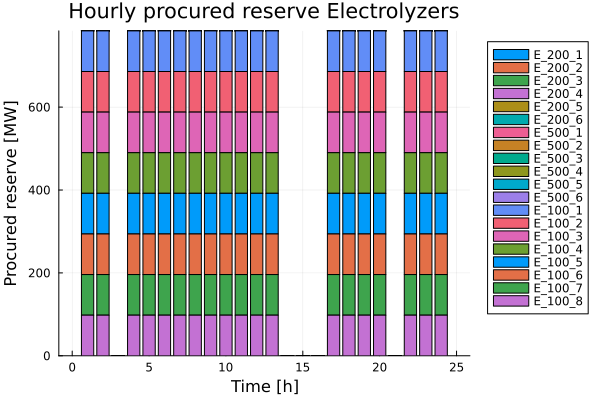 Hourly procured reserve Electrolyzers
Procured reserve [MW]
600
400
200
0
0 5 10 15 20 25
Time [h]
E_200_1
E_200_2
E_200_3
E_200_4
E_200_5
E_200_6
E_500_1
E_500_2
E_500_3
E_500_4
E_500_5
E_500_6
E_100_1
E_100_2
E_100_3
E_100_4
E_100_5
E_100_6
E_100_7
E_100_8